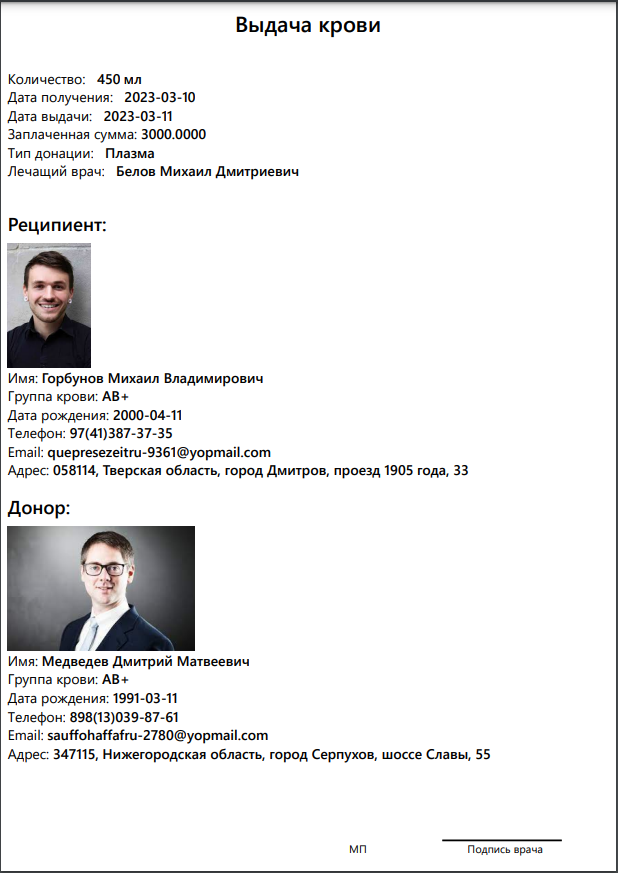 Выдача крови
Количество: 450 мл
Дата получения: 2023-03-10
Дата выдачи: 2023-03-11
Заплаченная сумма: 3000.0000
Тип донации: Плазма
Лечащий врач: Белов Михаил Дмитриевич
Реципиент:
Имя: Горбунов Михаил Владимирович
Группа крови: AB+
Дата рождения: 2000-04-11
Телефон: 97(41)387-37-35
Email: quepresezeitru-9361@yopmail.com
Адрес: 058114, Тверская область, город Дмитров, проезд 1905 года, 33
Донор:
Имя: Медведев Дмитрий Матвеевич
Группа крови: AB+
Дата рождения: 1991-03-11
Телефон: 898(13)039-87-61
Email: sauffohaffafru-2780@yopmail.com
Адрес: 347115, Нижегородская область, город Серпухов, шоссе Славы, 55
МП
Подпись врача